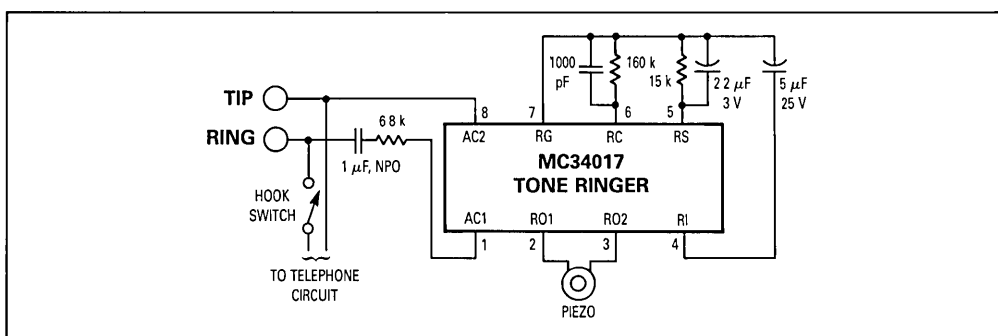 1000
pF
160 k
15 k
2 2 µF
3 V
5 µF
25 V
TIP
RING
6 8 k
1 µF, NPO
8
7
6
5
AC2
RG
RC
RS
MC34017
TONE RINGER
HOOK
SWITCH
AC1
RO1
RO2
RI
1
2
3
4
TO TELEPHONE
CIRCUIT
PIEZO